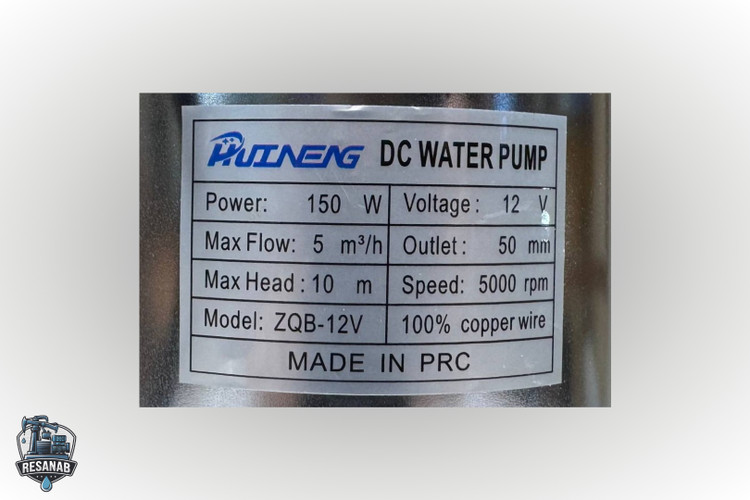 HUINENG DC WATER PUMP
Power: 150 W Voltage: 12 V
Max Flow: 5 m³/h Outlet: 50 mm
Max Head: 10 m Speed: 5000 rpm
Model: ZQB-12V 100% copper wire
MADE IN PRC
RESANAB